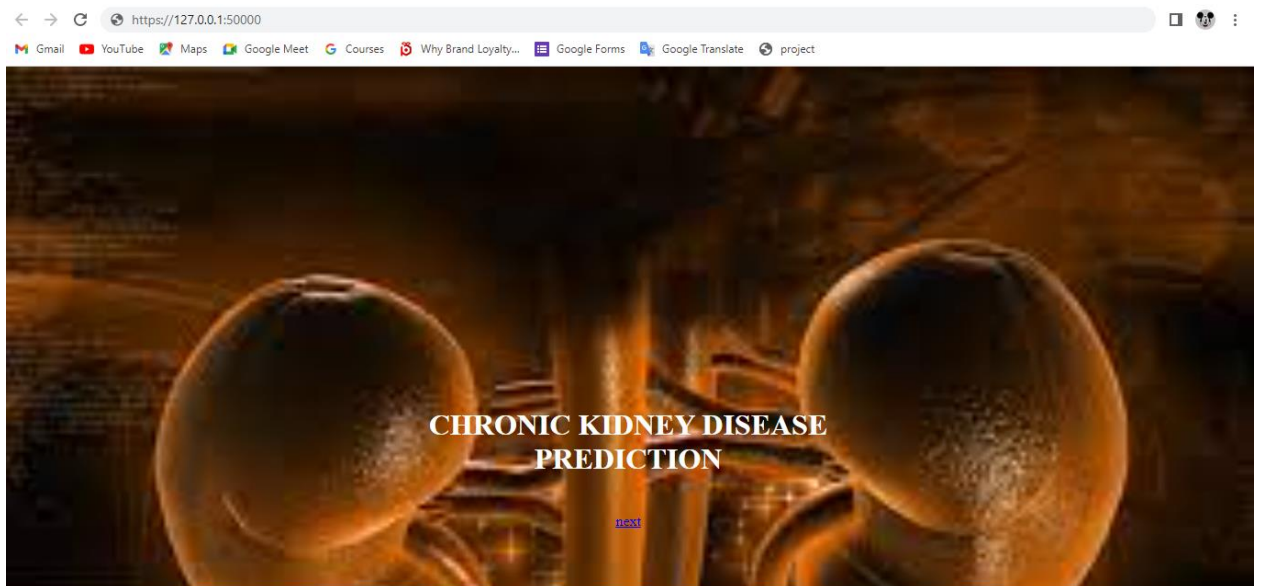 https://127.0.0.1:50000
Gmail YouTube Maps Google Meet Courses Why Brand Loyalty... Google Forms Google Translate project
CHRONIC KIDNEY DISEASE
PREDICTION
next